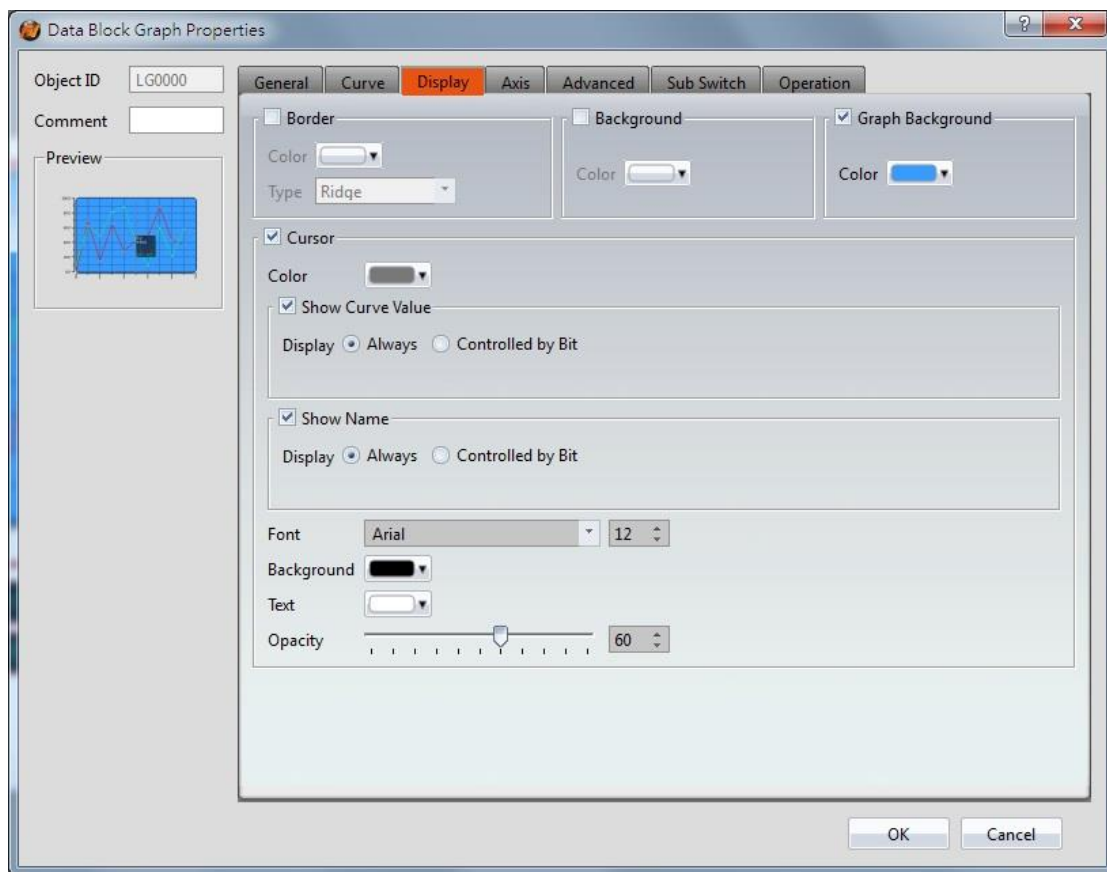 Data Block Graph Properties
Object ID LG0000
Comment
Preview
General Curve Display Axis Advanced Sub Switch Operation
Border
Color
Type Ridge
Background
Color
Graph Background
Color
Cursor
Color
Show Curve Value
Display Always Controlled by Bit
Show Name
Display Always Controlled by Bit
Font Arial 12
Background
Text
Opacity 60
OK Cancel